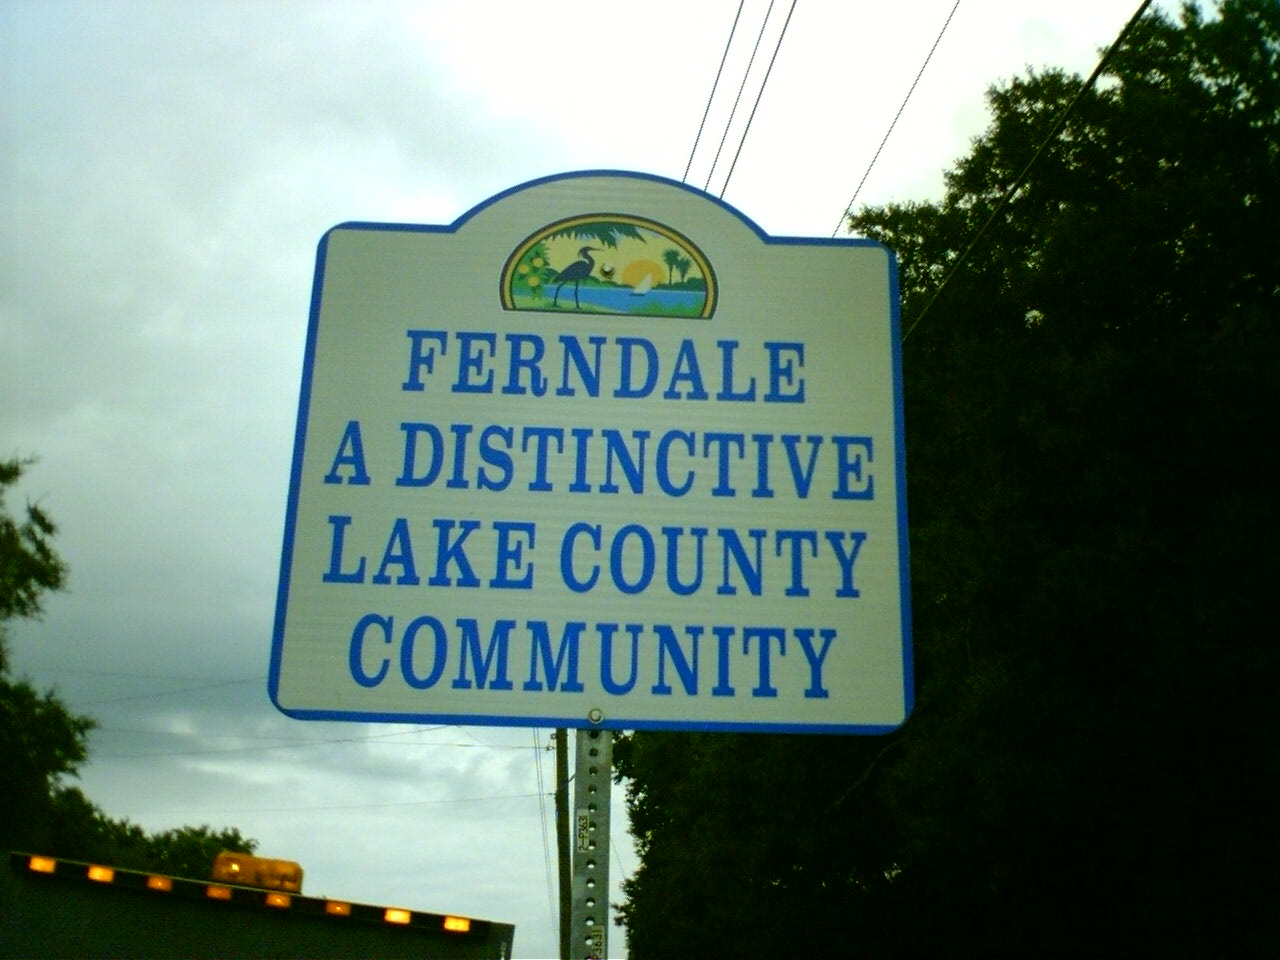 FERNDALE
A DISTINCTIVE
LAKE COUNTY
COMMUNITY